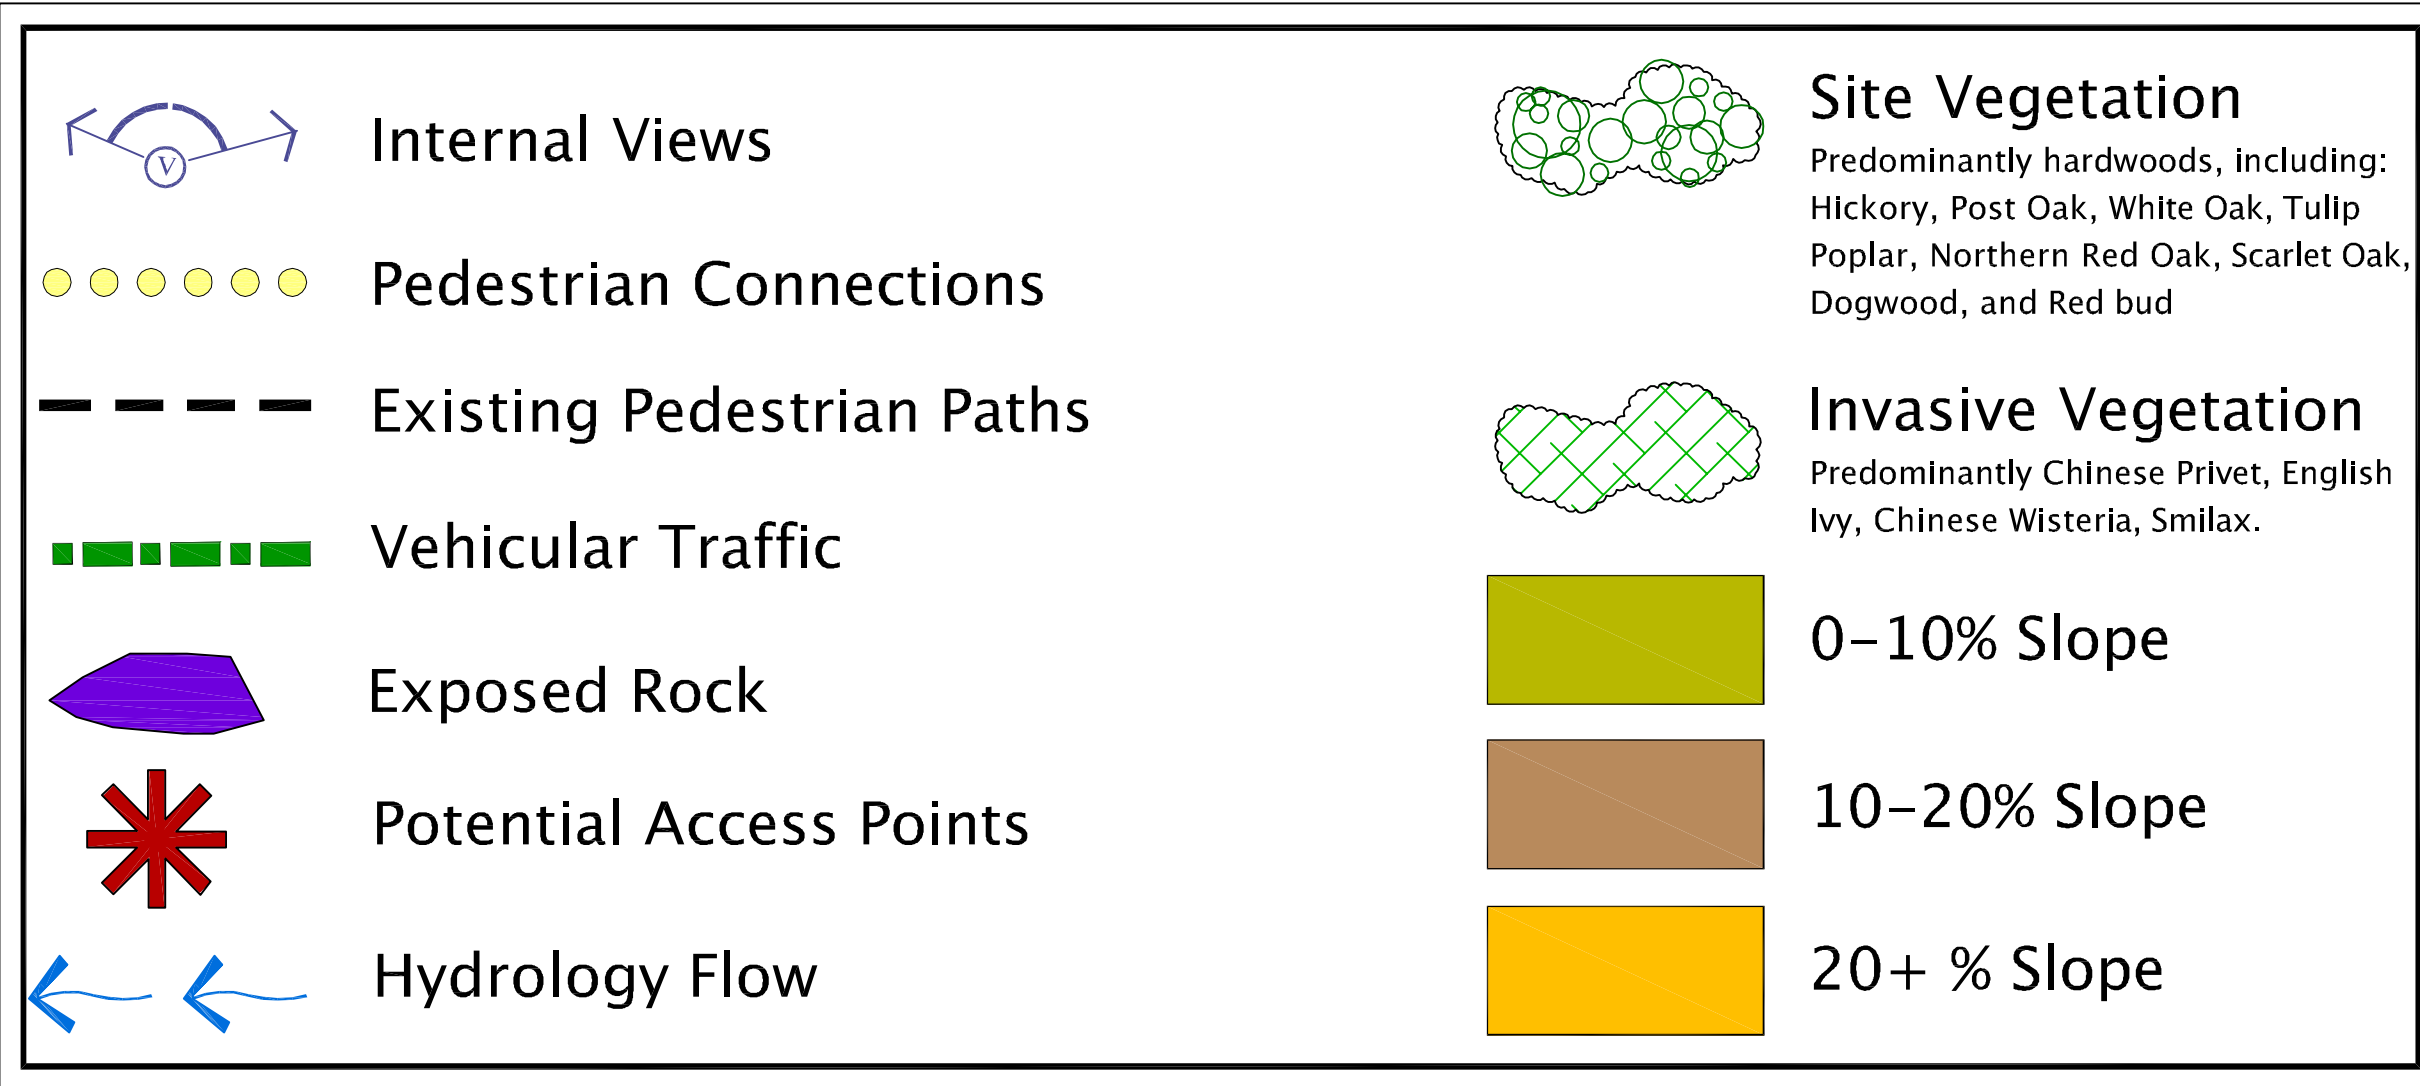 V
Internal Views
Pedestrian Connections
Existing Pedestrian Paths
Vehicular Traffic
Exposed Rock
Potential Access Points
Hydrology Flow
Site Vegetation
Predominantly hardwoods, including:
Hickory, Post Oak, White Oak, Tulip
Poplar, Northern Red Oak, Scarlet Oak,
Dogwood, and Red bud
Invasive Vegetation
Predominantly Chinese Privet, English
Ivy, Chinese Wisteria, Smilax.
0-10% Slope
10-20% Slope
20+ % Slope